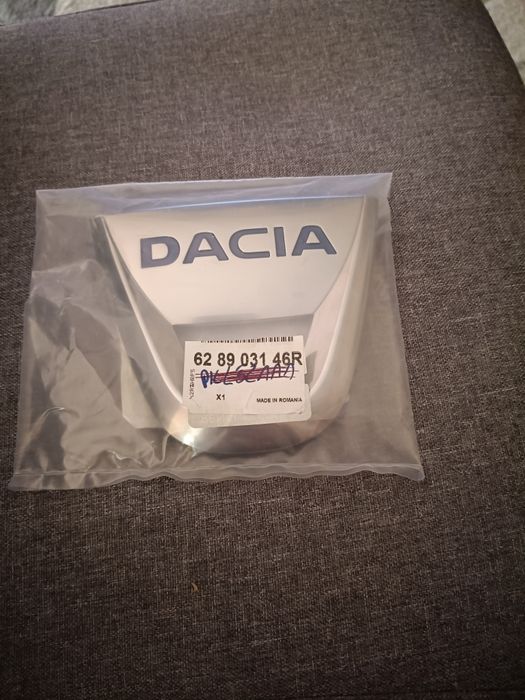 DACIA
62 89 031 46R
X1
MADE IN ROMANIA